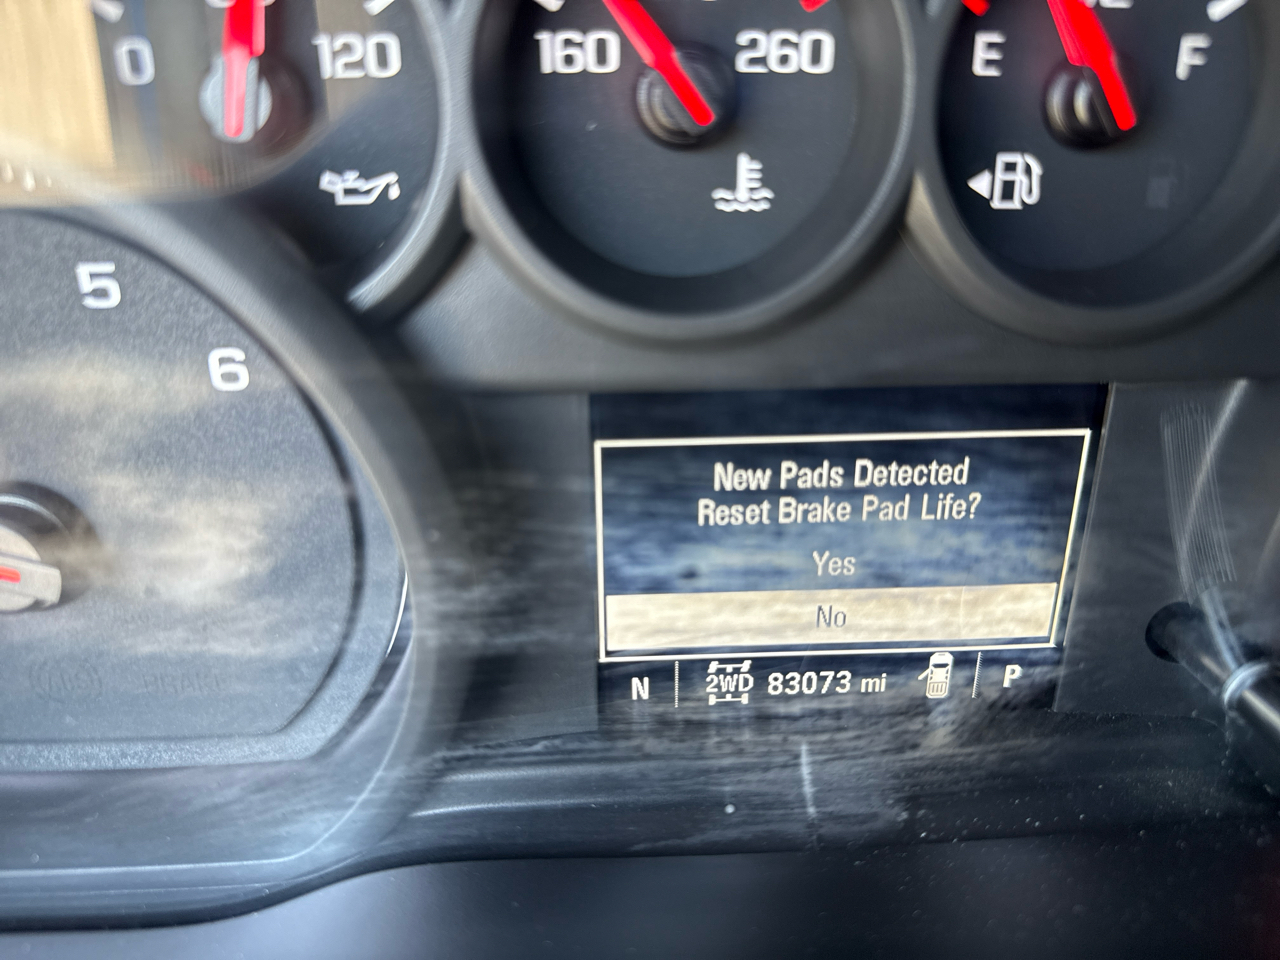 0
120
160
260
E
F
5
6
New Pads Detected
Reset Brake Pad Life?
Yes
No
N
2WD
83073 mi
P